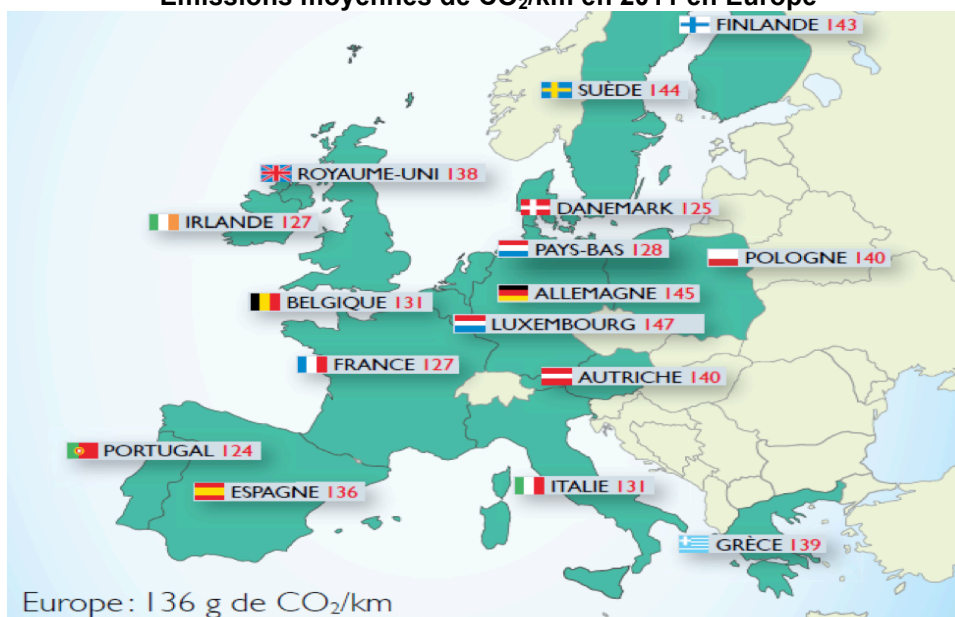 Emissions moyennes de CO₂/km en 2011 en Europe
FINLANDE 143
SUÈDE 144
ROYAUME-UNI 138
IRLANDE 127
DANEMARK 125
PAYS-BAS 128
POLOGNE 140
ALLEMAGNE 145
BELGIQUE 131
LUXEMBOURG 147
FRANCE 127
AUTRICHE 140
PORTUGAL 124
ESPAGNE 136
ITALIE 131
GRÈCE 139
Europe: 136 g de CO₂/km